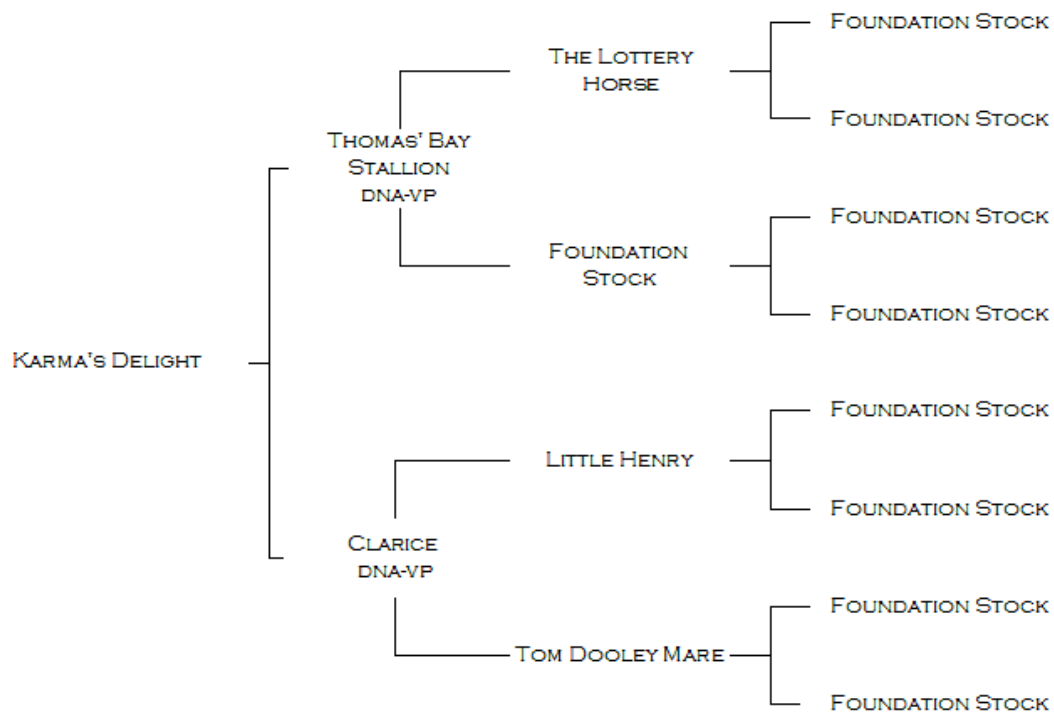 Foundation Stock
The Lottery
Horse
Foundation Stock
Thomas' Bay
Stallion
DNA-VP
Foundation Stock
Foundation
Stock
Foundation Stock
Karma's Delight
Foundation Stock
Little Henry
Foundation Stock
Clarice
DNA-VP
Foundation Stock
Tom Dooley Mare
Foundation Stock